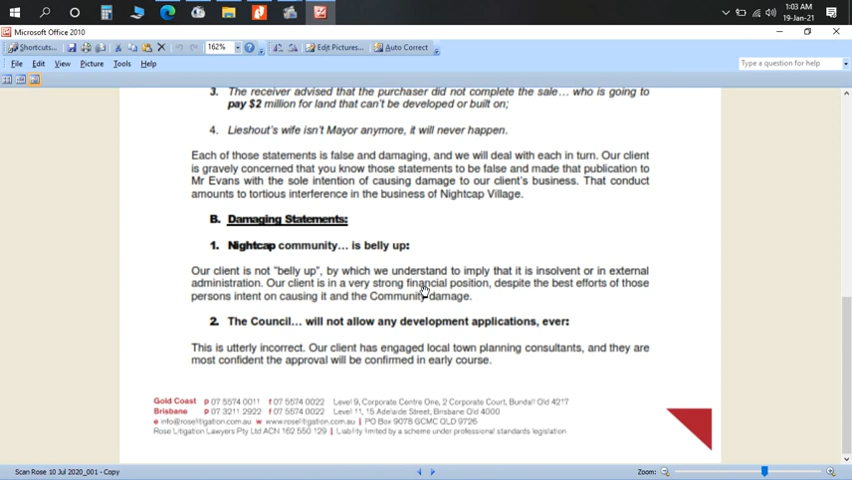 1:03 AM
19-Jan-21
Microsoft Office 2010
Shortcuts... 162% Edit Pictures... Auto Correct
File Edit View Picture Tools Help Type a question for help
3. The receiver advised that the purchaser did not complete the sale… who is going to
pay $2 million for land that can't be developed or built on;
4. Lieshout's wife isn't Mayor anymore, it will never happen.
Each of those statements is false and damaging, and we will deal with each in turn. Our client
is gravely concerned that you know those statements to be false and made that publication to
Mr Evans with the sole intention of causing damage to our client's business. That conduct
amounts to tortious interference in the business of Nightcap Village.
B. Damaging Statements:
1. Nightcap community… is belly up:
Our client is not "belly up", by which we understand to imply that it is insolvent or in external
administration. Our client is in a very strong financial position, despite the best efforts of those
persons intent on causing it and the Community damage.
2. The Council… will not allow any development applications, ever:
This is utterly incorrect. Our client has engaged local town planning consultants, and they are
most confident the approval will be confirmed in early course.
Gold Coast p 07 5574 0011 f 07 5574 0022 Level 9, Corporate Centre One, 2 Corporate Court, Bundall Qld 4217
Brisbane p 07 3211 2922 f 07 5574 0022 Level 11, 15 Adelaide Street, Brisbane Qld 4000
e info@roselitigation.com.au w www.roselitigation.com.au | PO Box 9078 GCMC QLD 9726
Rose Litigation Lawyers Pty Ltd ACN 162 550 129 | Liability limited by a scheme under professional standards legislation
Scan Rose 10 Jul 2020_001 - Copy Zoom: